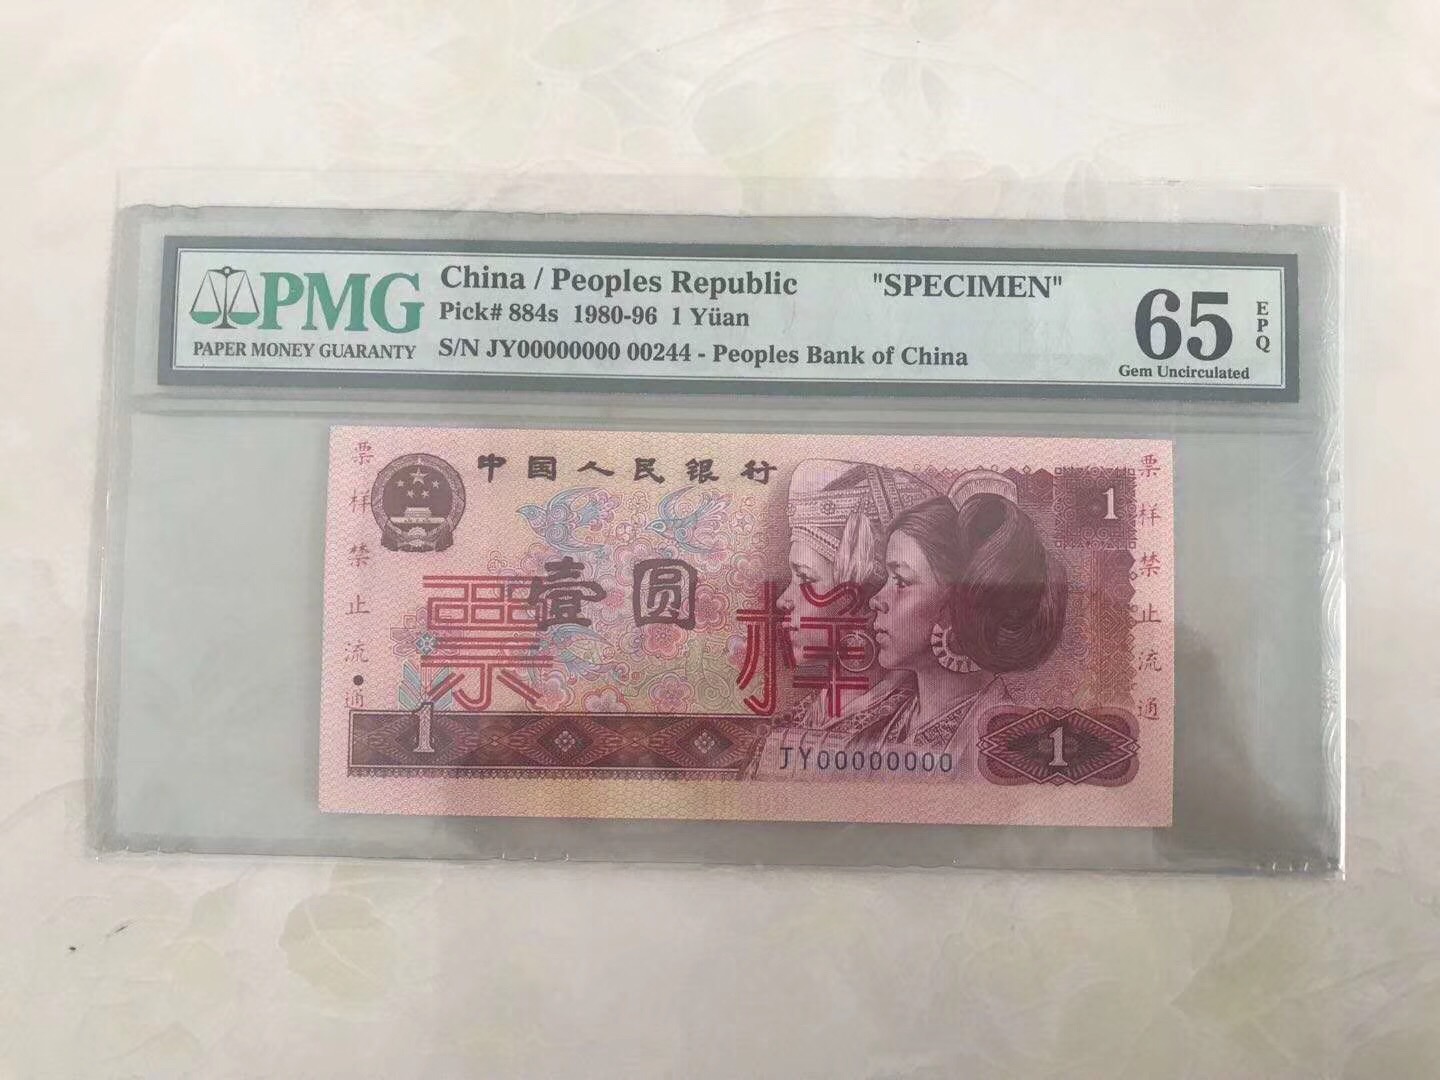 PMG
PAPER MONEY GUARANTY
China / Peoples Republic "SPECIMEN"
Pick# 884s 1980-96 1 Yüan
S/N JY00000000 00244 - Peoples Bank of China
65
EPQ
Gem Uncirculated
中国人民银行
票样禁止流通
票样禁止流通
1
壹圆
票样
1
JY00000000
1